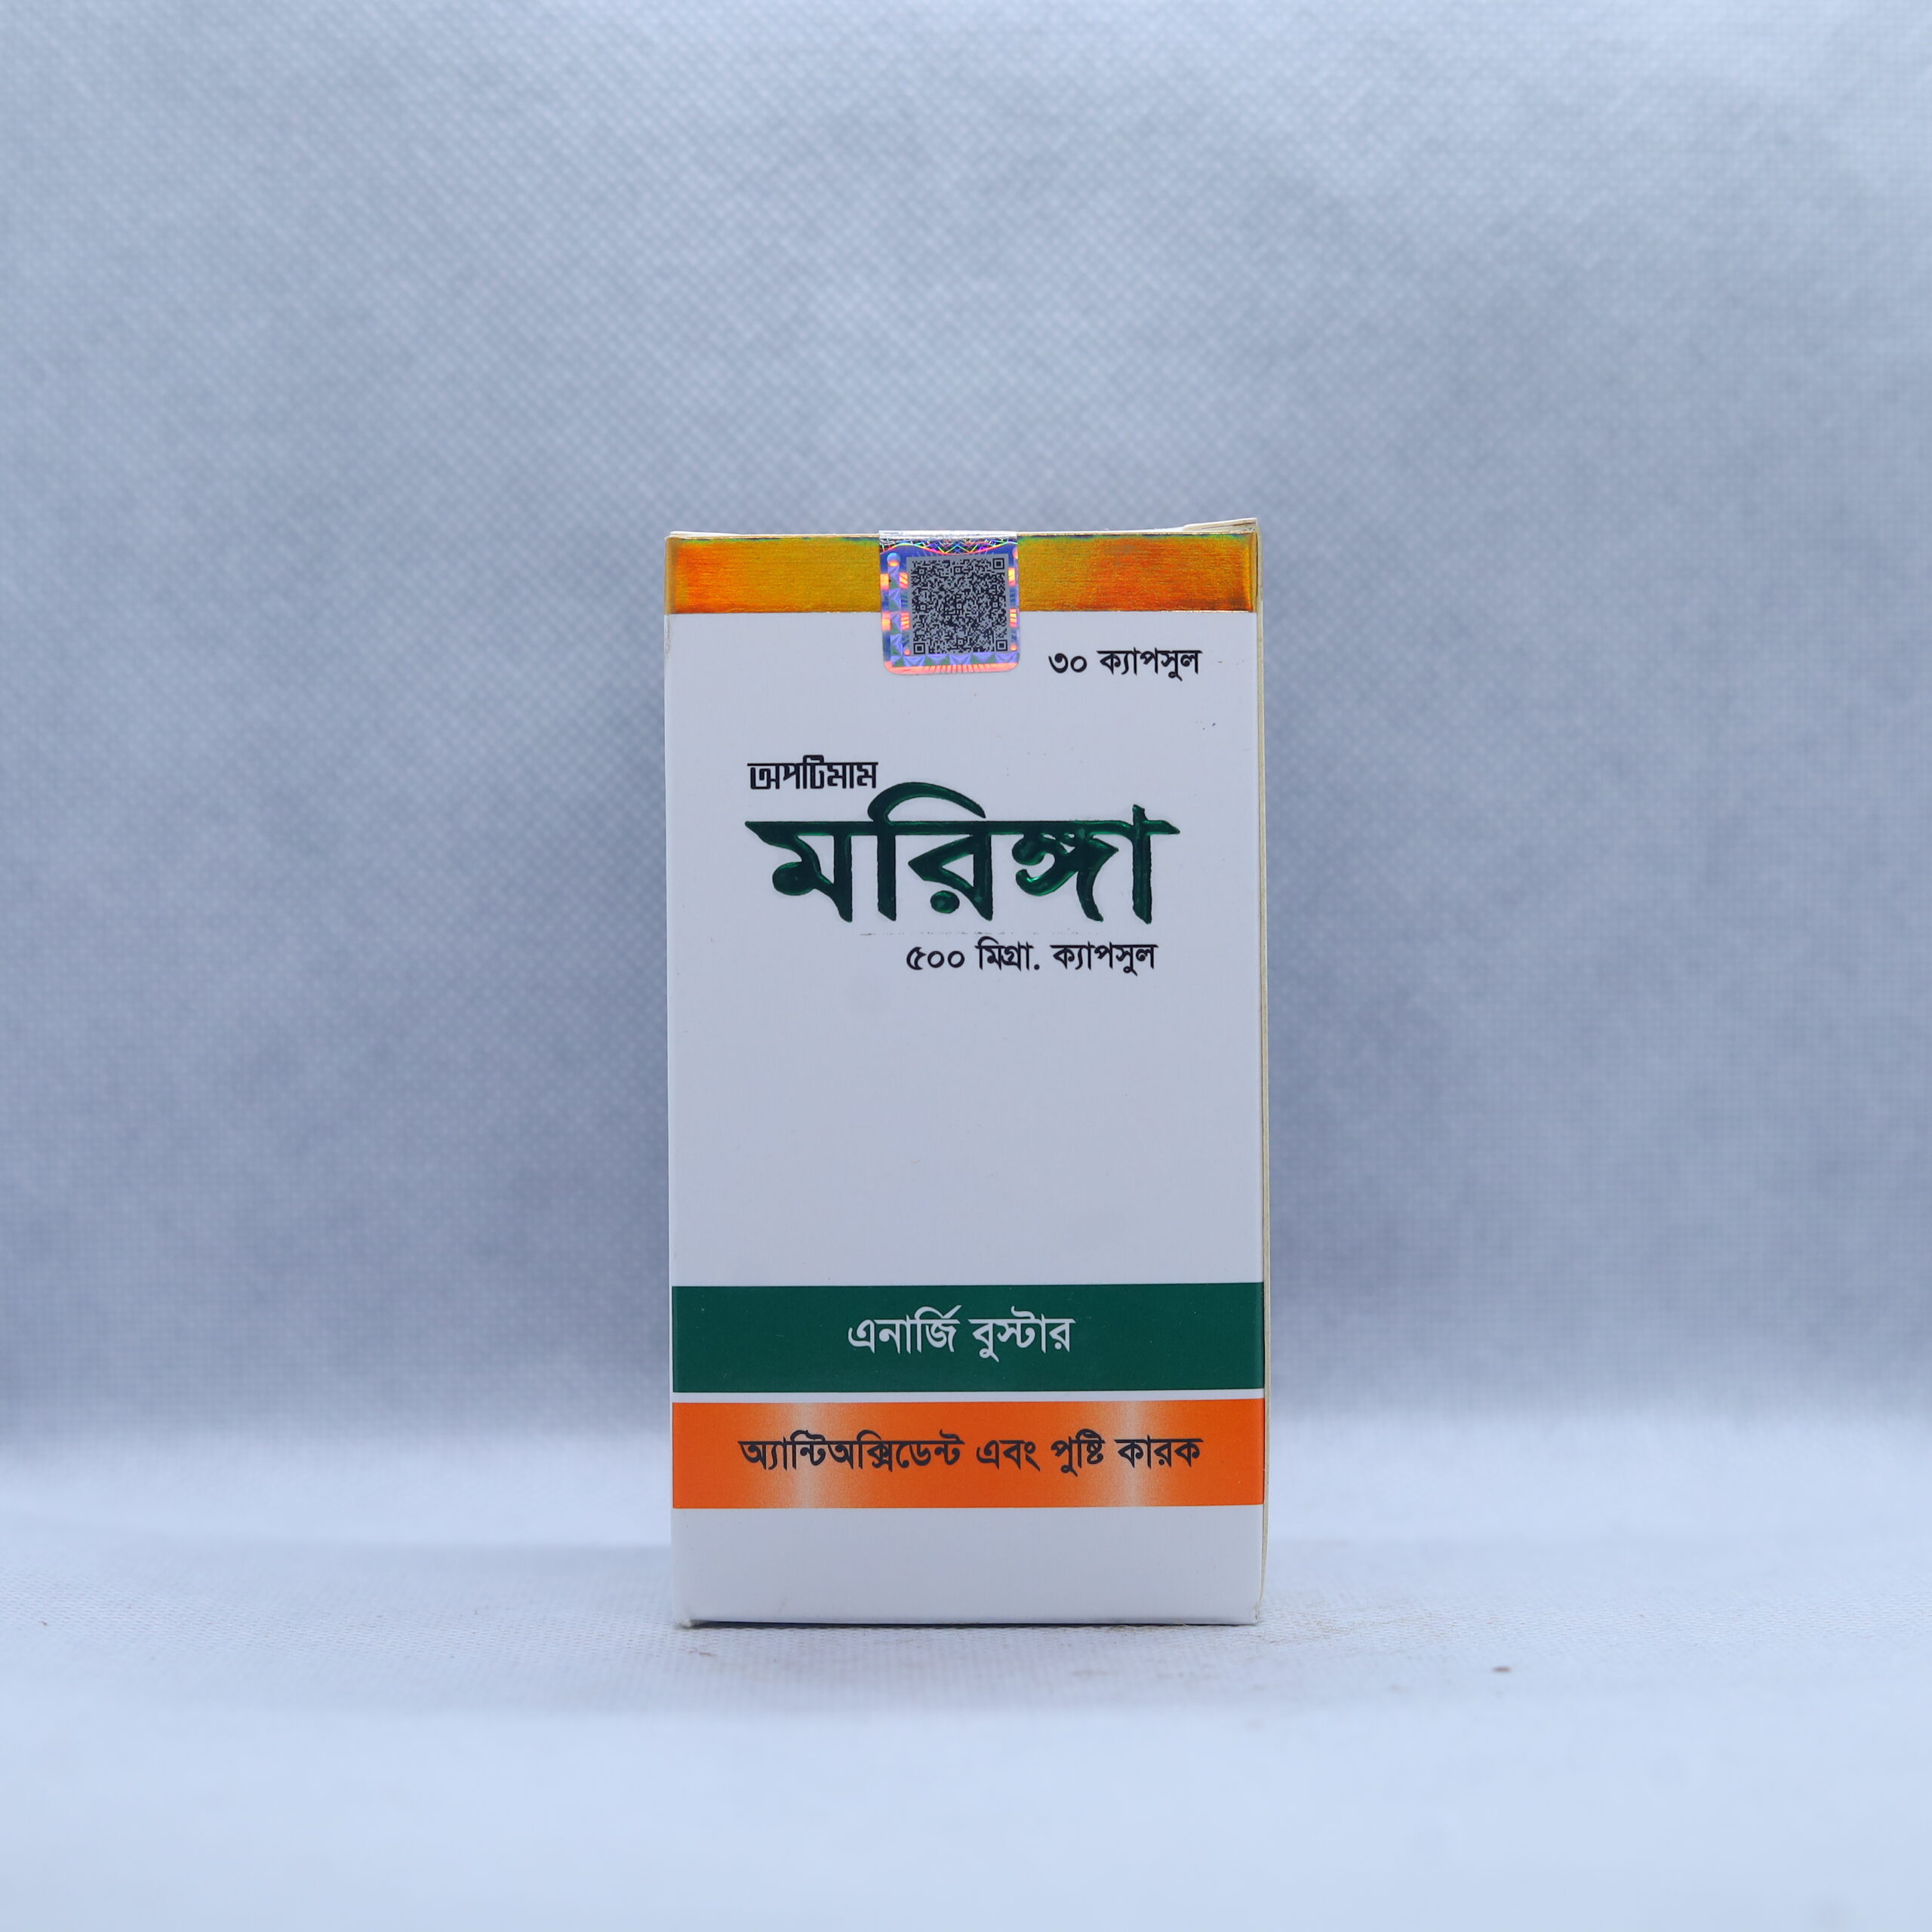 ৩০ ক্যাপসুল
অপটিমাম
মরিঙ্গা
৫০০ মিগ্রা. ক্যাপসুল
এনার্জি বুস্টার
অ্যান্টিঅক্সিডেন্ট এবং পুষ্টি কারক